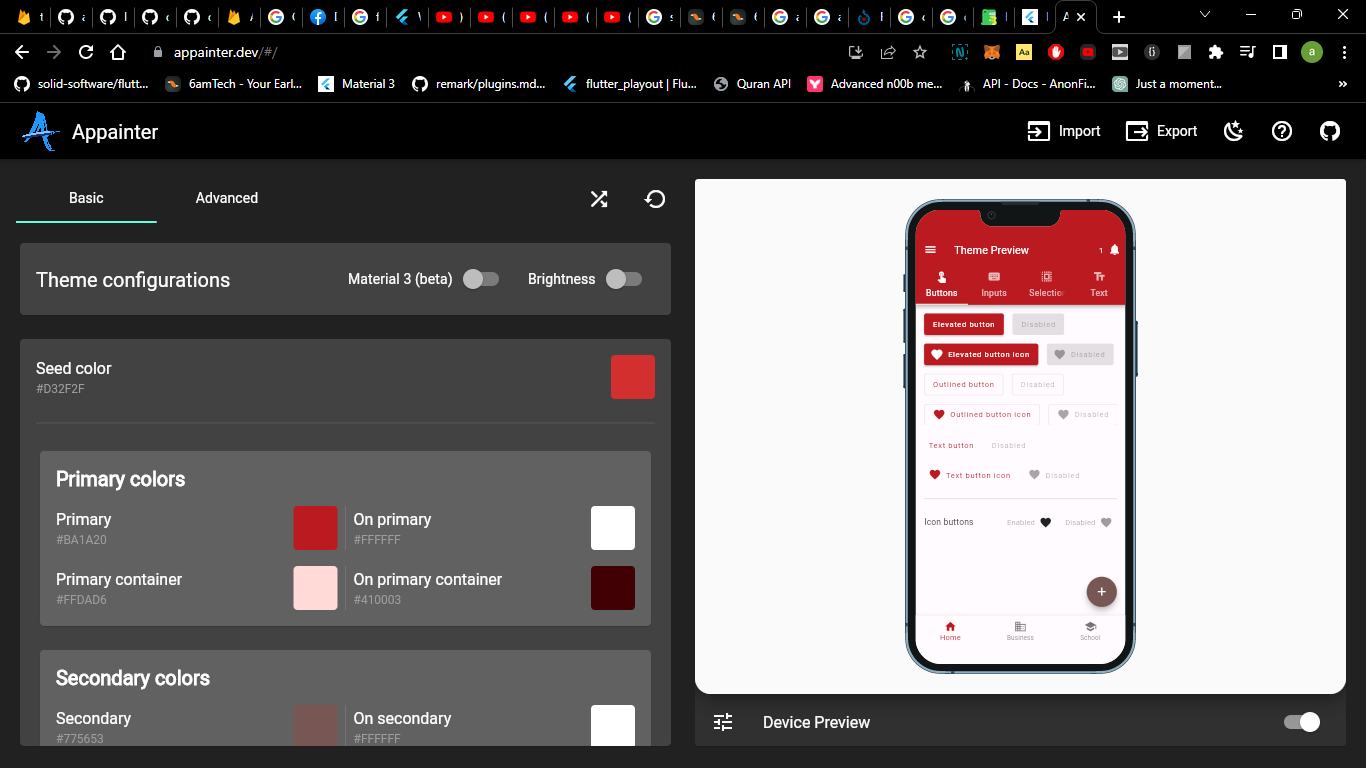 appainter.dev/#/
a
solid-software/flutt...
6amTech - Your Earl...
Material 3
remark/plugins.md...
flutter_playout | Flu...
Quran API
Advanced n00b me...
API - Docs - AnonFi...
Just a moment...
»
Appainter
Import
Export
Basic
Advanced
Theme configurations
Material 3 (beta)
Brightness
Seed color
#D32F2F
Primary colors
Primary
#BA1A20
On primary
#FFFFFF
Primary container
#FFDAD6
On primary container
#410003
Secondary colors
Secondary
#775653
On secondary
#FFFFFF
Theme Preview
1
Buttons
Inputs
Selectio
Text
Elevated button
Disabled
Elevated button icon
Disabled
Outlined button
Disabled
Outlined button icon
Disabled
Text button
Disabled
Text button icon
Disabled
Icon buttons
Enabled
Disabled
Home
Business
School
Device Preview